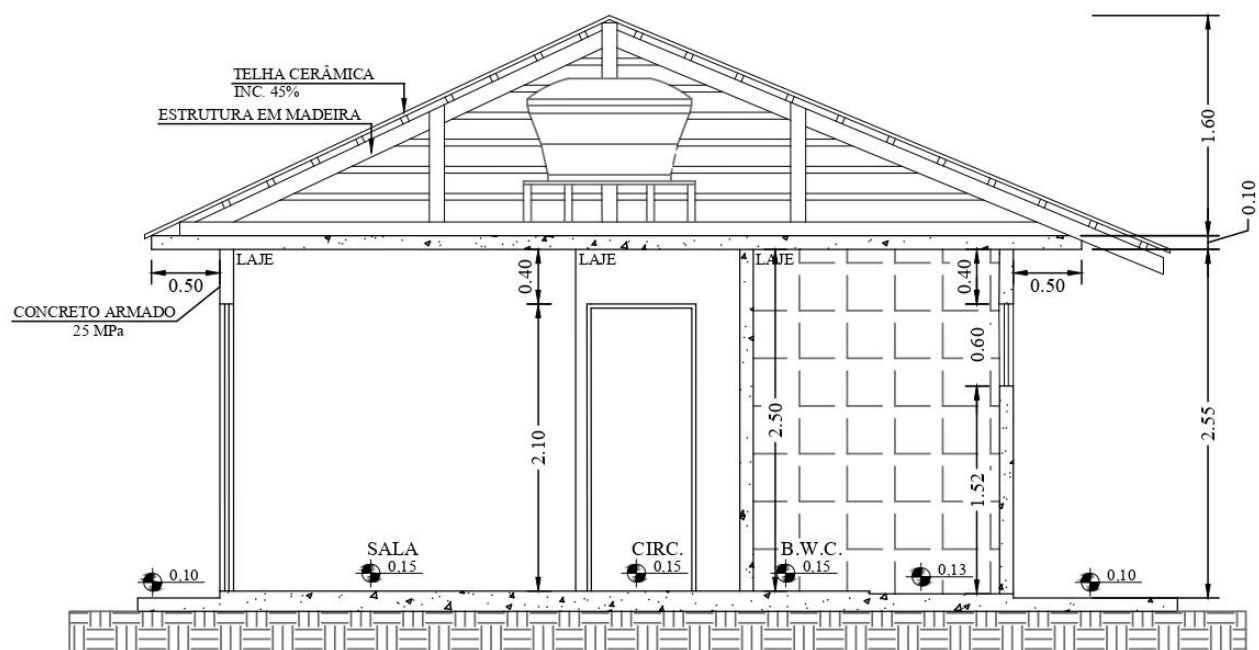 TELHA CERÂMICA
INC. 45%
ESTRUTURA EM MADEIRA
1.60
0.10
LAJE
LAJE
LAJE
0.50
0.40
0.40
0.50
CONCRETO ARMADO
25 MPa
0.60
2.10
2.50
1.52
2.55
SALA
CIRC.
B.W.C.
0,10
0,15
0,15
0,15
0,13
0,10